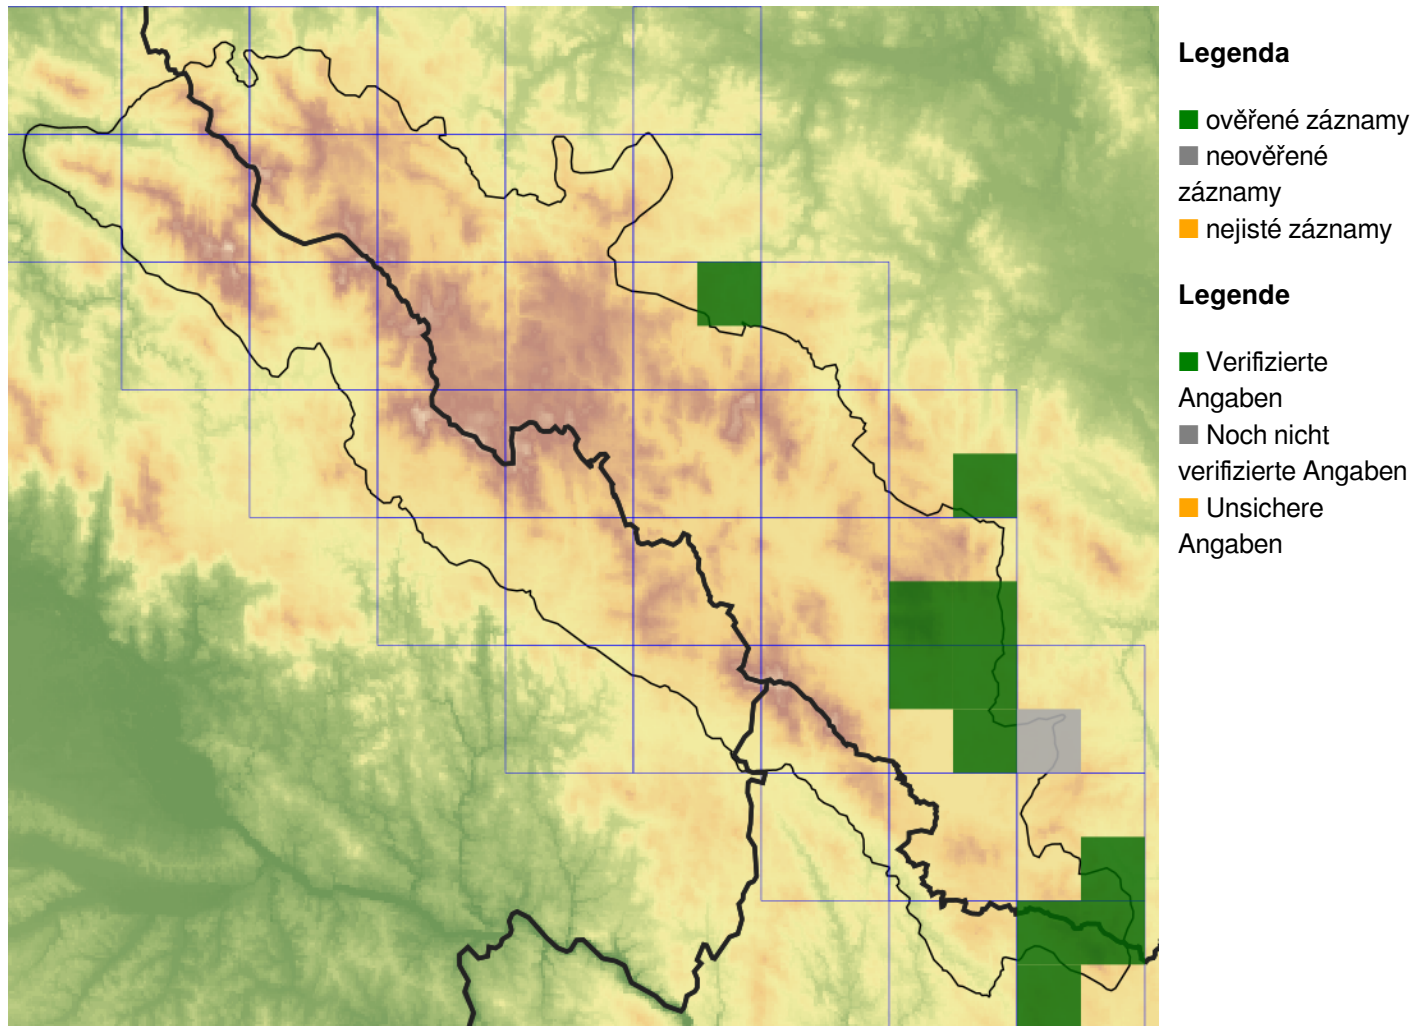 Legenda
ověřené záznamy
neověřené
záznamy
nejisté záznamy
Legende
Verifizierte
Angaben
Noch nicht
verifizierte Angaben
Unsichere
Angaben